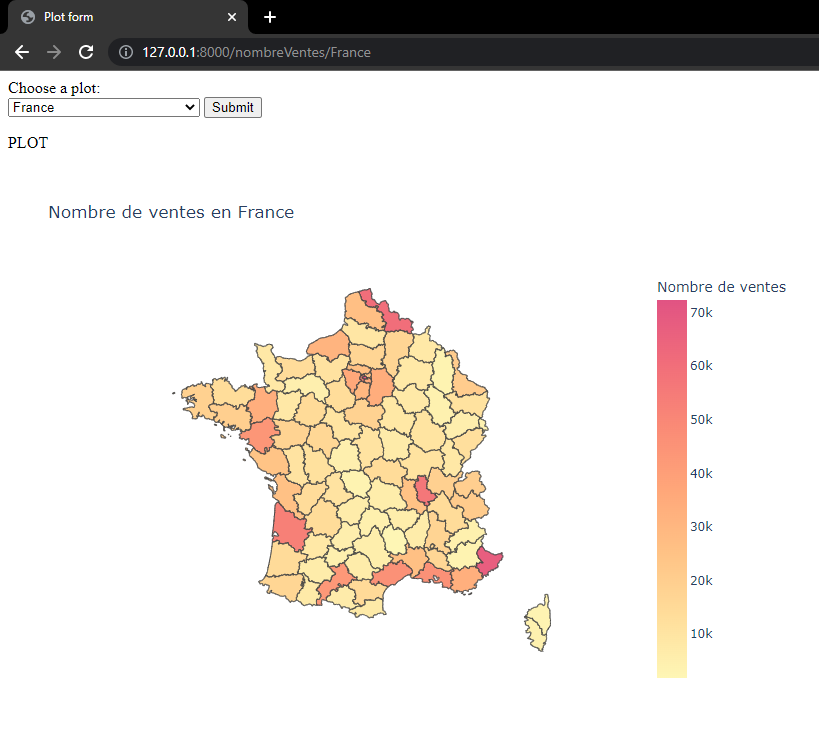 Plot form
127.0.0.1:8000/nombreVentes/France
Choose a plot:
France
Submit
PLOT
Nombre de ventes en France
Nombre de ventes
70k
60k
50k
40k
30k
20k
10k